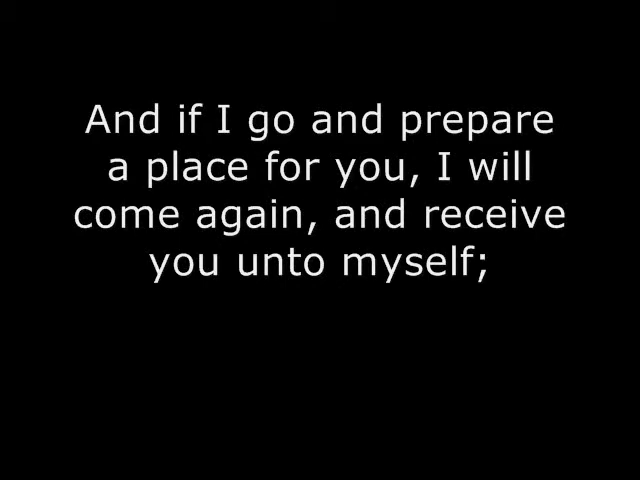 And if I go and prepare
a place for you, I will
come again, and receive
you unto myself;